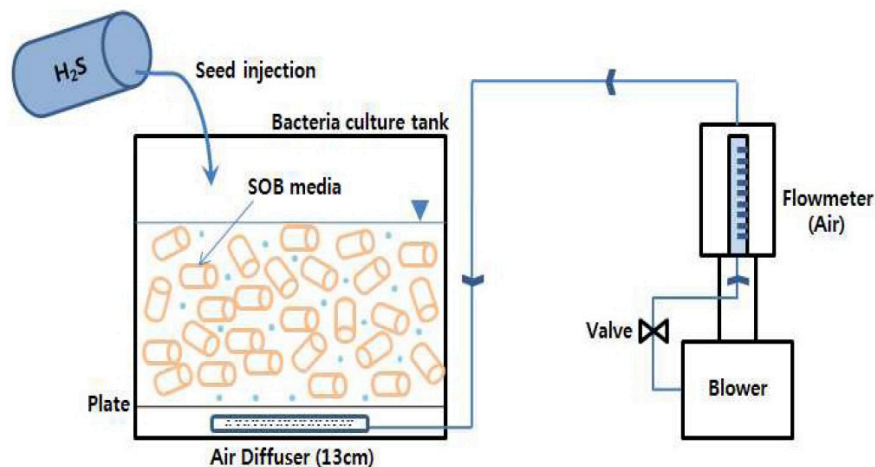 H₂S
Seed injection
Bacteria culture tank
SOB media
Flowmeter
(Air)
Valve
Blower
Plate
Air Diffuser (13cm)